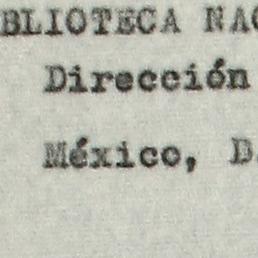 BLIOTECA NAC
Dirección
México, D.